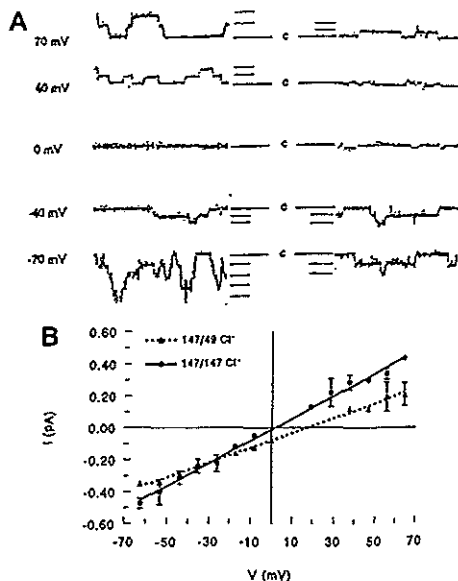 A
70 mV
c
40 mV
c
0 mV
c
-40 mV
c
-70 mV
c
B
147/49 Cl⁻
147/147 Cl⁻
I (pA)
0.60
0.40
0.20
0.00
-0.20
-0.40
-0.60
-70 -50 -30 -10 10 30 50 70
V (mV)